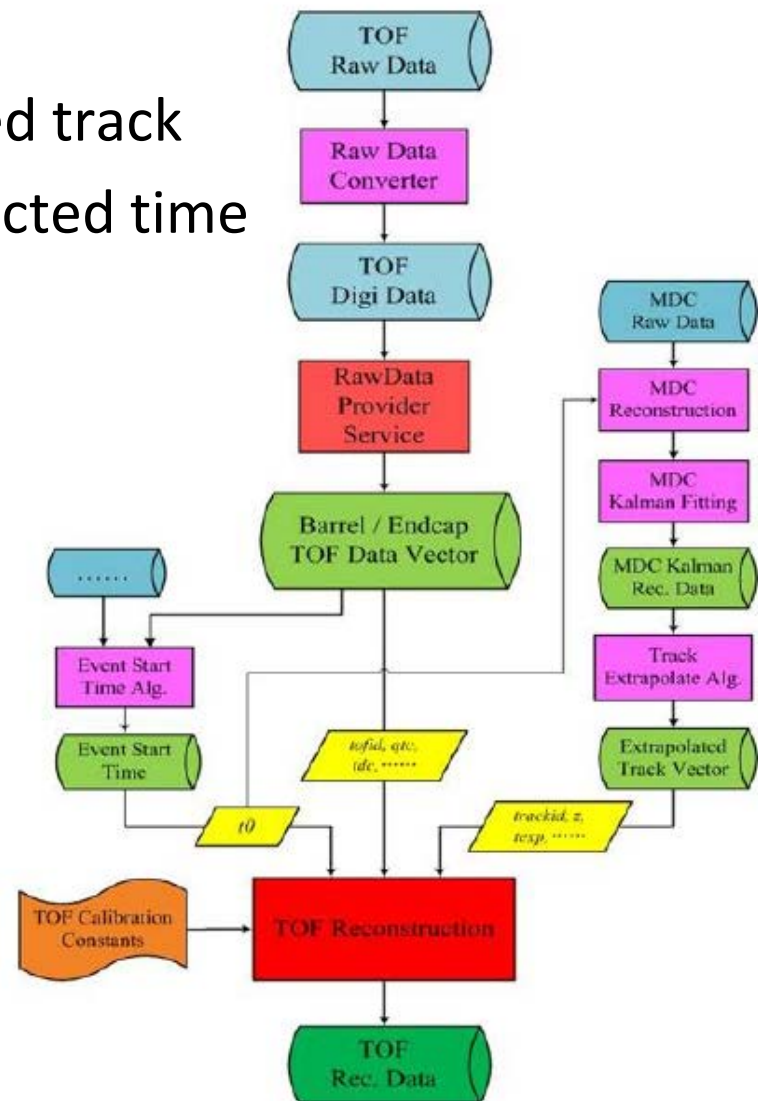 ed track
cted time
TOF
Raw Data
Raw Data
Converter
TOF
Digi Data
RawData
Provider
Service
Barrel / Endcap
TOF Data Vector
MDC
Raw Data
MDC
Reconstruction
MDC
Kalman Fitting
MDC Kalman
Rec. Data
Track
Extrapolate Alg.
Extrapolated
Track Vector
......
Event Start
Time Alg.
Event Start
Time
t0
tofid, qtc,
tdc, ······
trackid, z,
texp, ······
TOF Calibration
Constants
TOF Reconstruction
TOF
Rec. Data